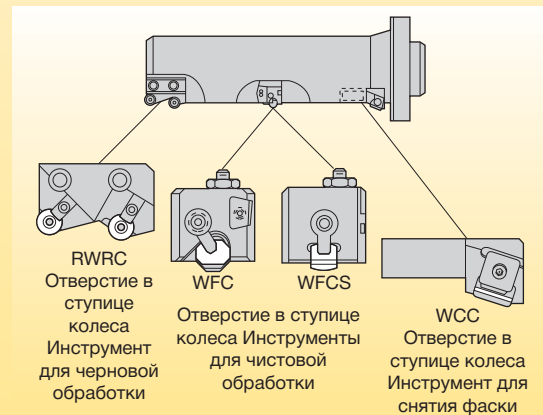 RWRC
Отверстие в
ступице
колеса
Инструмент
для черновой
обработки
WFC
WFCS
Отверстие в ступице
колеса Инструменты
для чистовой
обработки
WCC
Отверстие в
ступице колеса
Инструмент для
снятия фаски